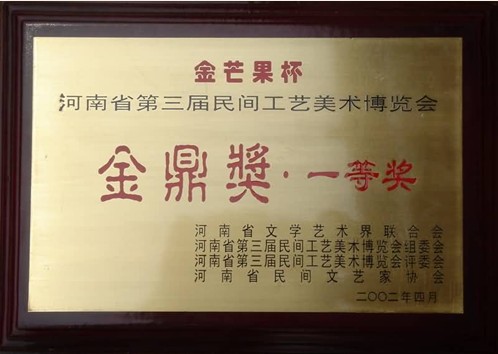 金芒果杯
河南省第三届民间工艺美术博览会
金鼎奖·一等奖
河南省文学艺术界联合会
河南省第三届民间工艺美术博览会组委会
河南省第三届民间工艺美术博览会评委会
河南省民间文艺家协会
二〇〇二年四月